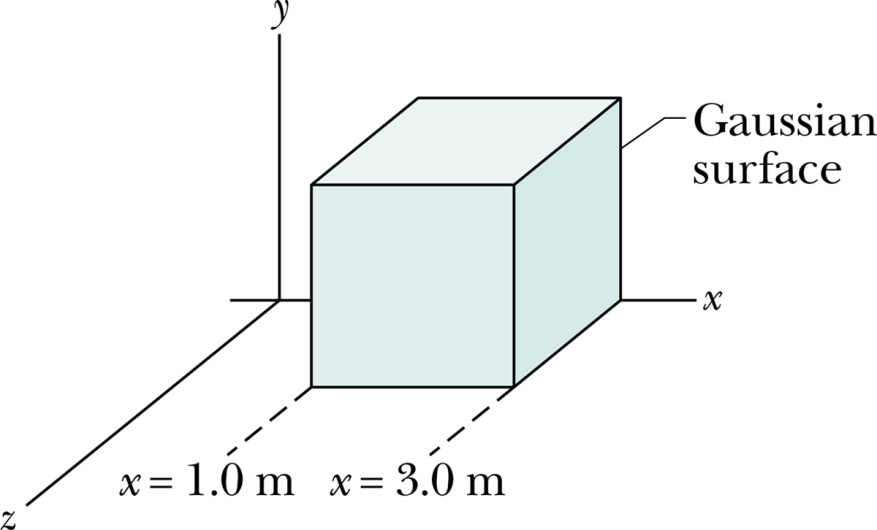 y
Gaussian
surface
x
x = 1.0 m
x = 3.0 m
z